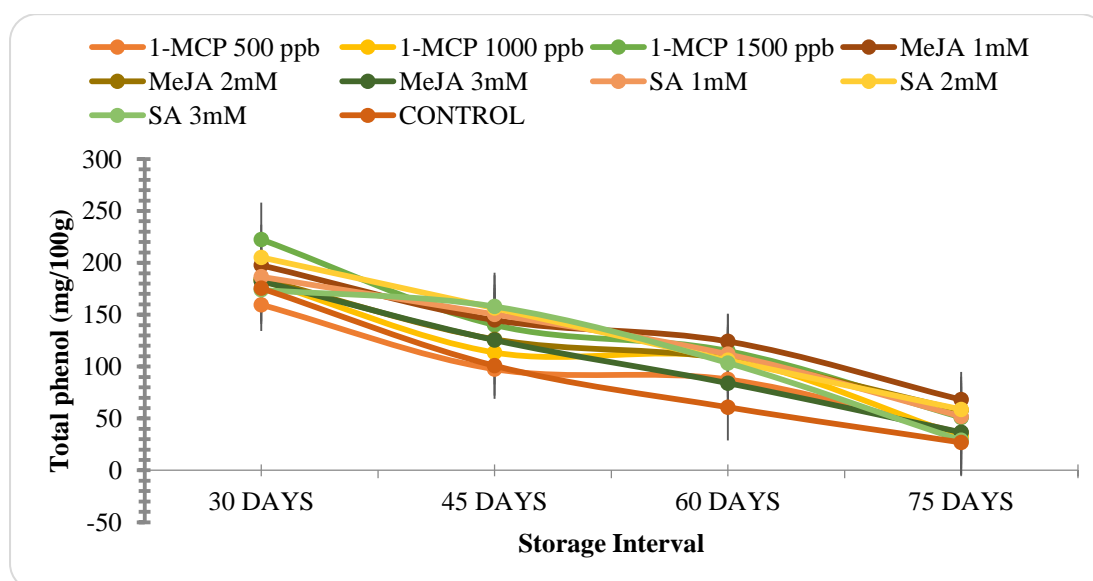 1-MCP 500 ppb 1-MCP 1000 ppb 1-MCP 1500 ppb MeJA 1mM
MeJA 2mM MeJA 3mM SA 1mM SA 2mM
SA 3mM CONTROL
300
250
200
150
100
50
0
-50
Total phenol (mg/100g)
30 DAYS 45 DAYS 60 DAYS 75 DAYS
Storage Interval